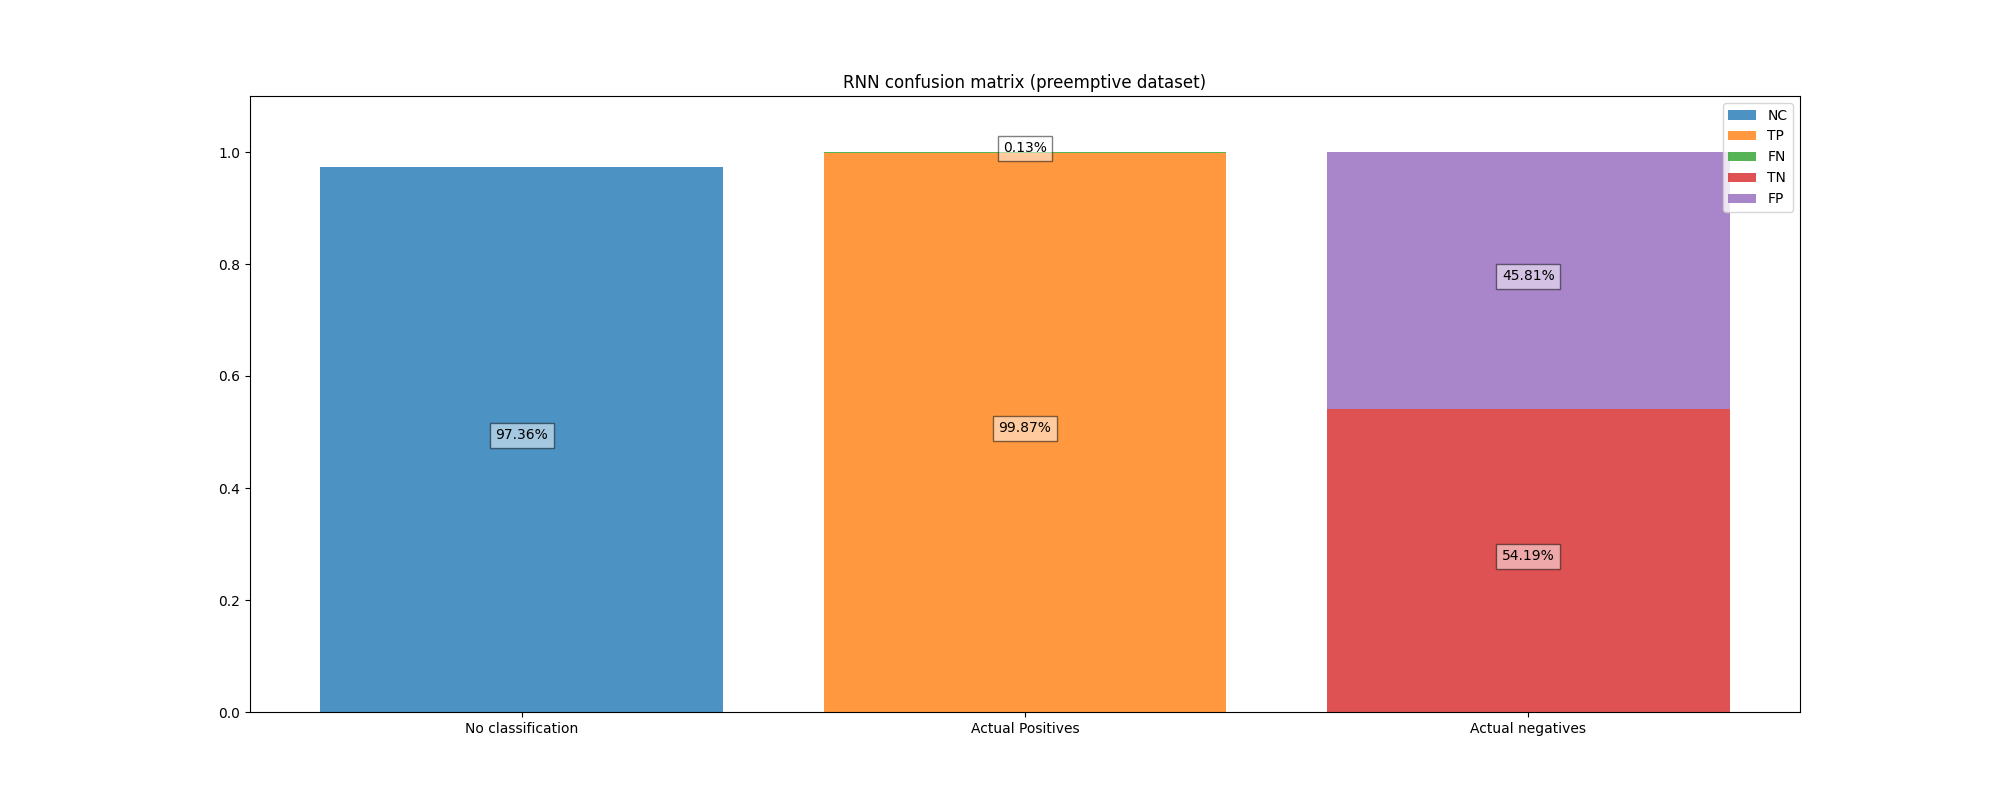 RNN confusion matrix (preemptive dataset)
NC
TP
FN
TN
FP
1.0
0.8
0.6
0.4
0.2
0.0
97.36%
0.13%
99.87%
45.81%
54.19%
No classification
Actual Positives
Actual negatives